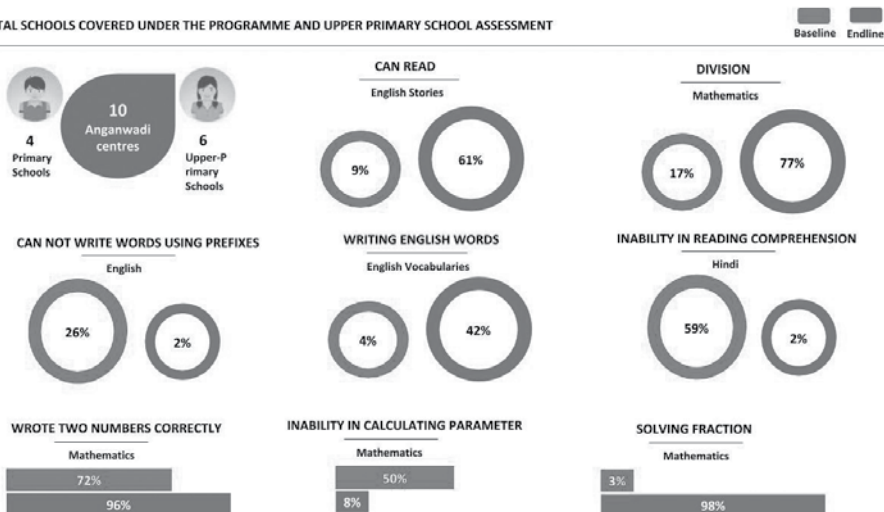 TAL SCHOOLS COVERED UNDER THE PROGRAMME AND UPPER PRIMARY SCHOOL ASSESSMENT
Baseline Endline
4
Primary
Schools
10
Anganwadi
centres
6
Upper-P
rimary
Schools
CAN READ
English Stories
9% 61%
DIVISION
Mathematics
17% 77%
CAN NOT WRITE WORDS USING PREFIXES
English
26% 2%
WRITING ENGLISH WORDS
English Vocabularies
4% 42%
INABILITY IN READING COMPREHENSION
Hindi
59% 2%
WROTE TWO NUMBERS CORRECTLY
Mathematics
72%
96%
INABILITY IN CALCULATING PARAMETER
Mathematics
50%
8%
SOLVING FRACTION
Mathematics
3%
98%